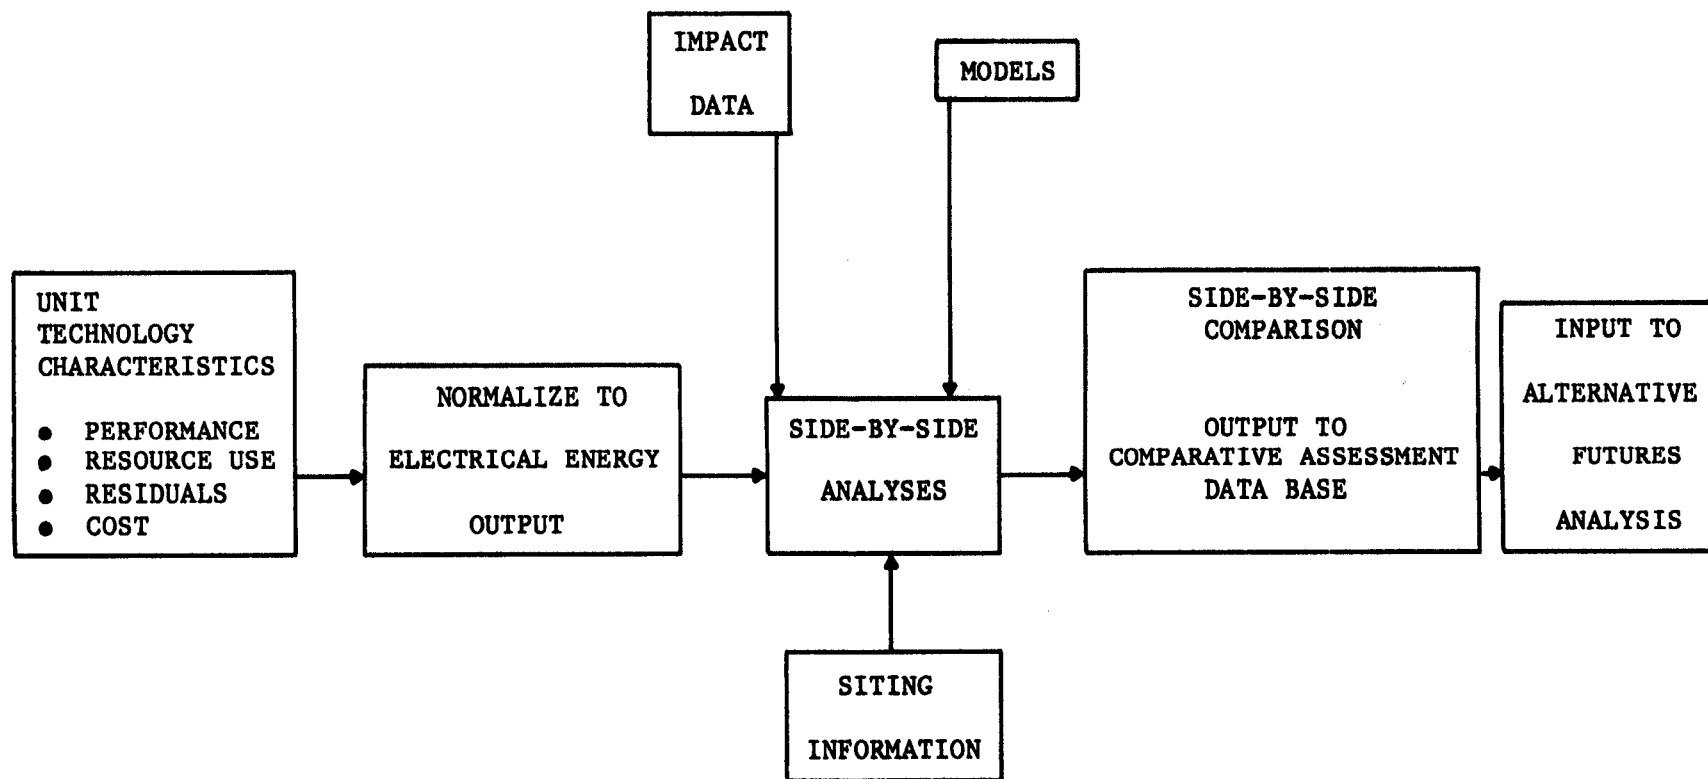 IMPACT
DATA
MODELS
UNIT
TECHNOLOGY
CHARACTERISTICS
● PERFORMANCE
● RESOURCE USE
● RESIDUALS
● COST
NORMALIZE TO
ELECTRICAL ENERGY
OUTPUT
SIDE-BY-SIDE
ANALYSES
SIDE-BY-SIDE
COMPARISON
OUTPUT TO
COMPARATIVE ASSESSMENT
DATA BASE
INPUT TO
ALTERNATIVE
FUTURES
ANALYSIS
SITING
INFORMATION